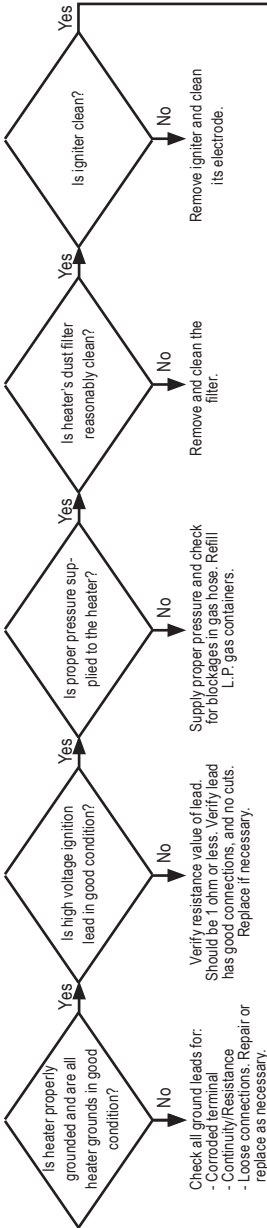 Is heater properly
grounded and are all
heater grounds in good
condition?
Yes
No
Check all ground leads for:
- Corroded terminal
- Continuity/Resistance
- Loose connections. Repair or
replace as necessary.
Is high voltage ignition
lead in good condition?
Yes
No
Verify resistance value of lead.
Should be 1 ohm or less. Verify lead
has good connections, and no cuts.
Replace if necessary.
Is proper pressure sup-
plied to the heater?
Yes
No
Supply proper pressure and check
for blockages in gas hose. Refill
L.P. gas containers.
Is heater's dust filter
reasonably clean?
Yes
No
Remove and clean the
filter.
Is igniter clean?
Yes
No
Remove igniter and clean
its electrode.